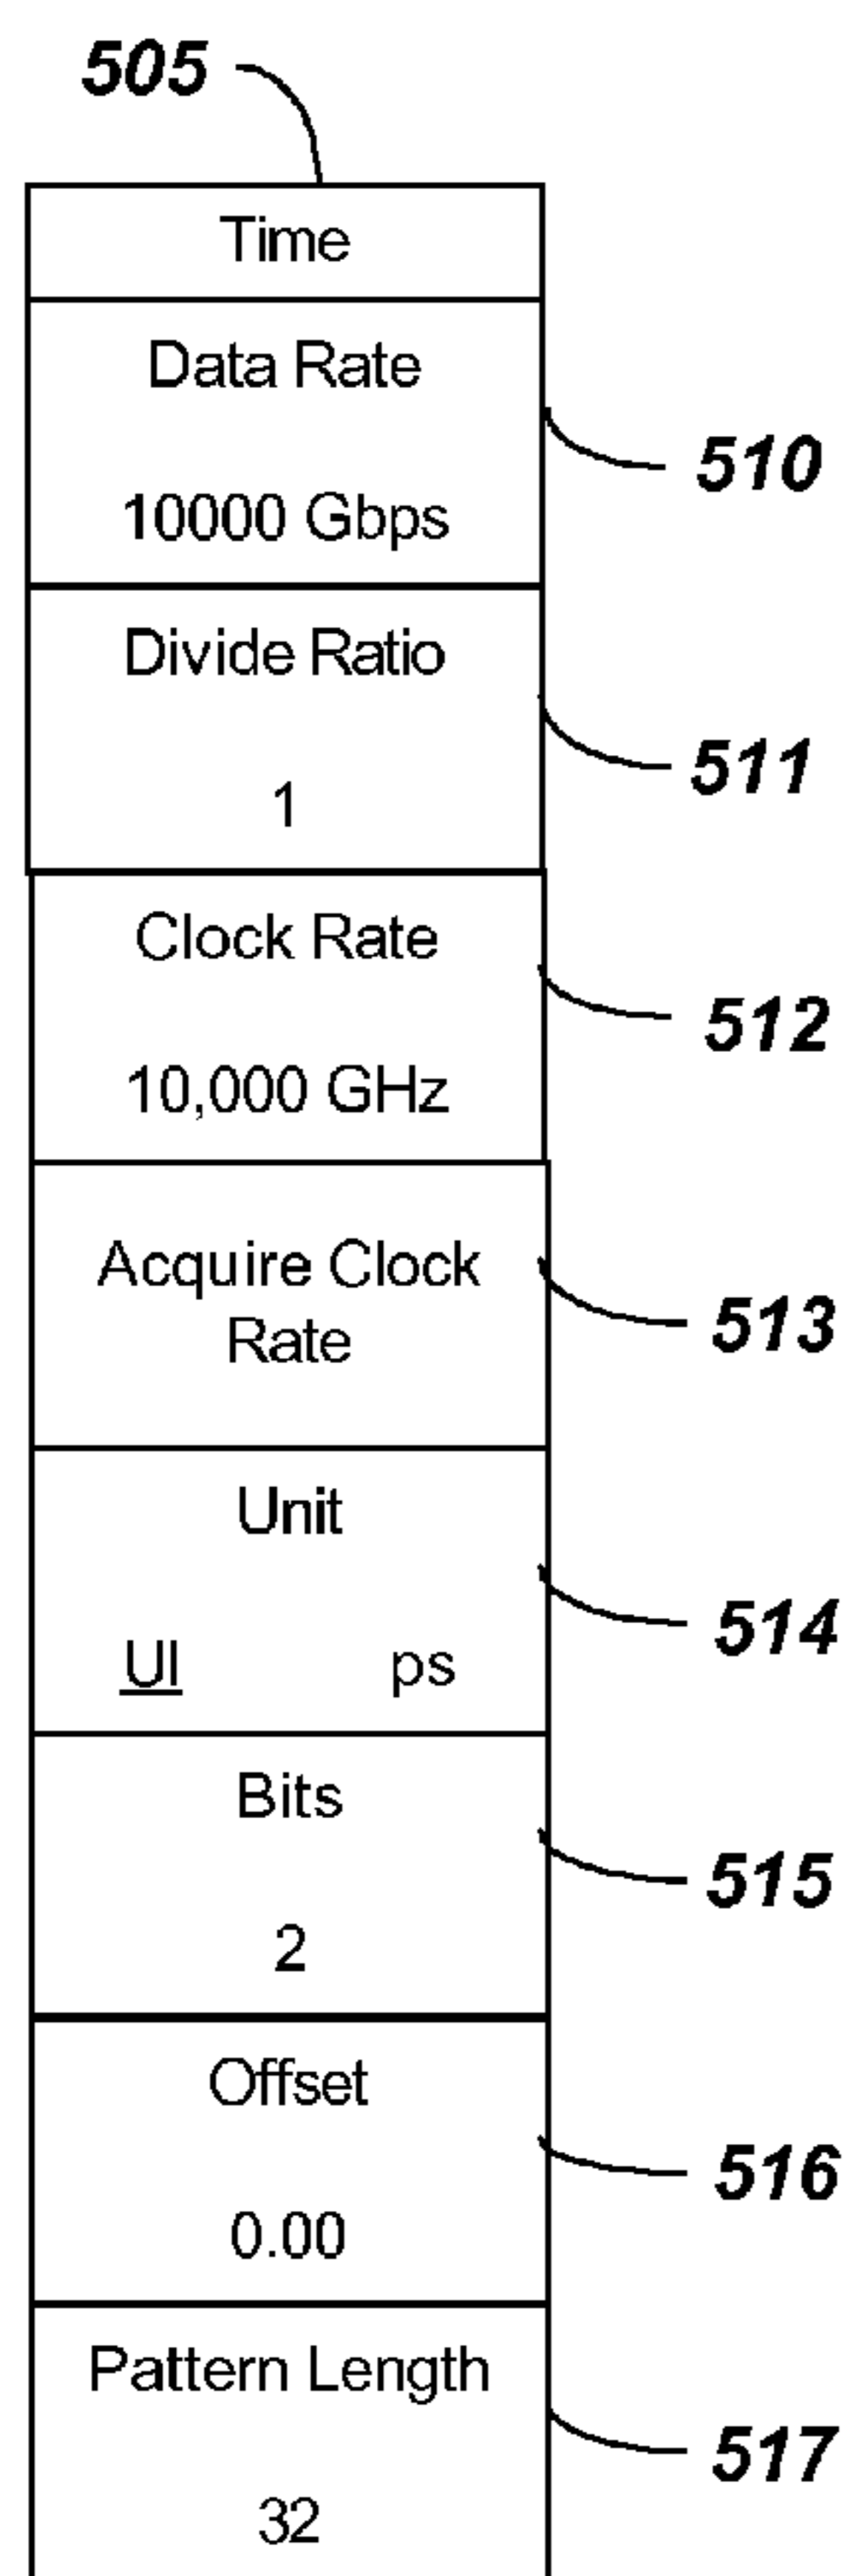 505
Time
Data Rate
10000 Gbps
510
Divide Ratio
511
1
Clock Rate
512
10,000 GHz
Acquire Clock
Rate
513
Unit
514
UI ps
Bits
515
2
Offset
516
0.00
Pattern Length
517
32